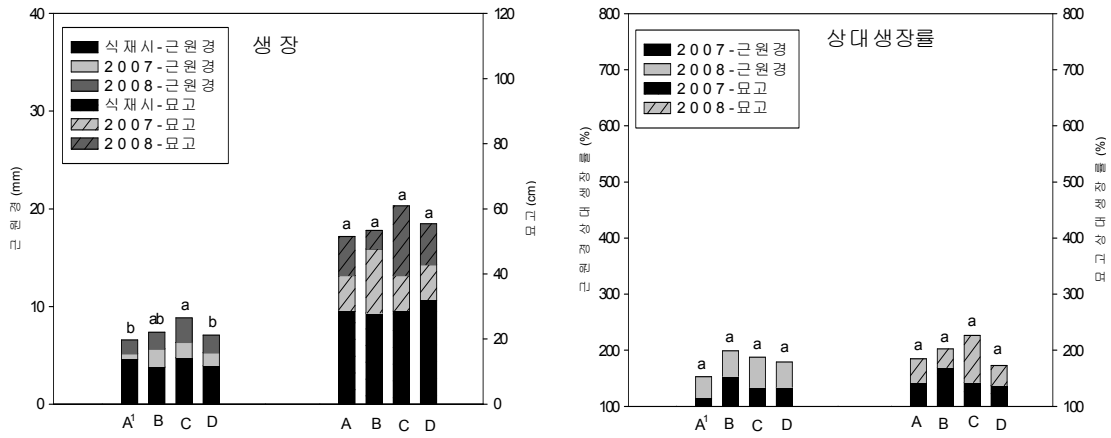 생장
식재시-근원경
2007-근원경
2008-근원경
식재시-묘고
2007-묘고
2008-묘고
근원경 (mm)
40
30
20
10
0
묘고 (cm)
120
100
80
60
40
20
0
b ab a b
a a a a
A¹ B C D
A B C D
상대생장률
2007-근원경
2008-근원경
2007-묘고
2008-묘고
근원경상대생장률 (%)
800
700
600
500
400
300
200
100
묘고상대생장률 (%)
800
700
600
500
400
300
200
100
a a a a
a a a a
A¹ B C D
A B C D